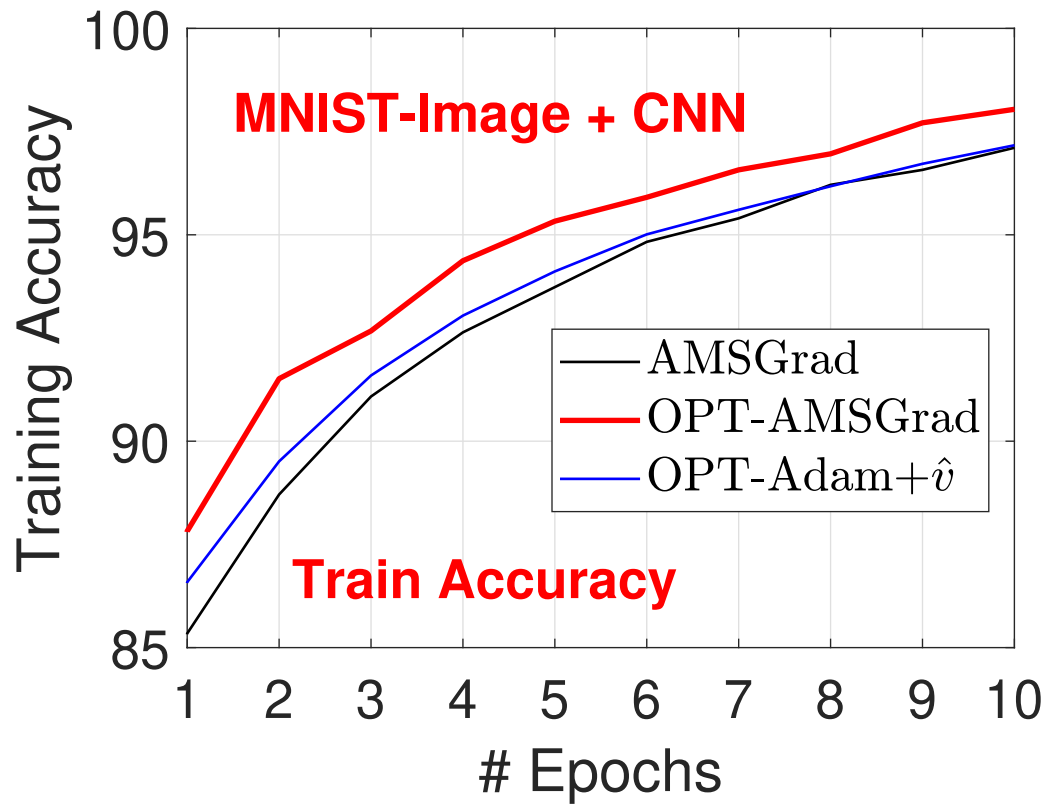 100
95
90
85
Training Accuracy
MNIST-Image + CNN
AMSGrad
OPT-AMSGrad
OPT-Adam+v̂
Train Accuracy
1 2 3 4 5 6 7 8 9 10
# Epochs